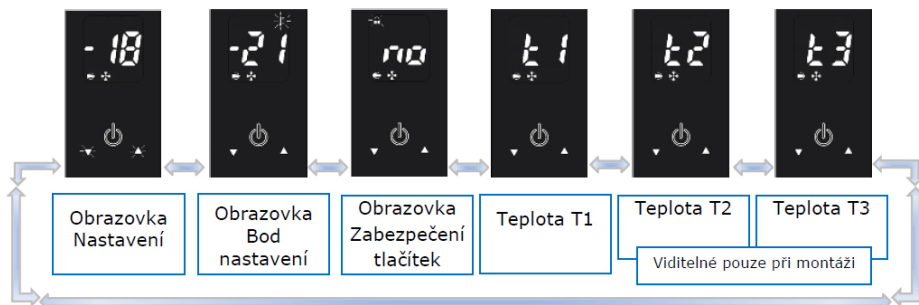 -18
-21
no
t1
t2
t3
Obrazovka
Nastavení
Obrazovka
Bod
nastavení
Obrazovka
Zabezpečení
tlačítek
Teplota T1
Teplota T2
Teplota T3
Viditelné pouze při montáži